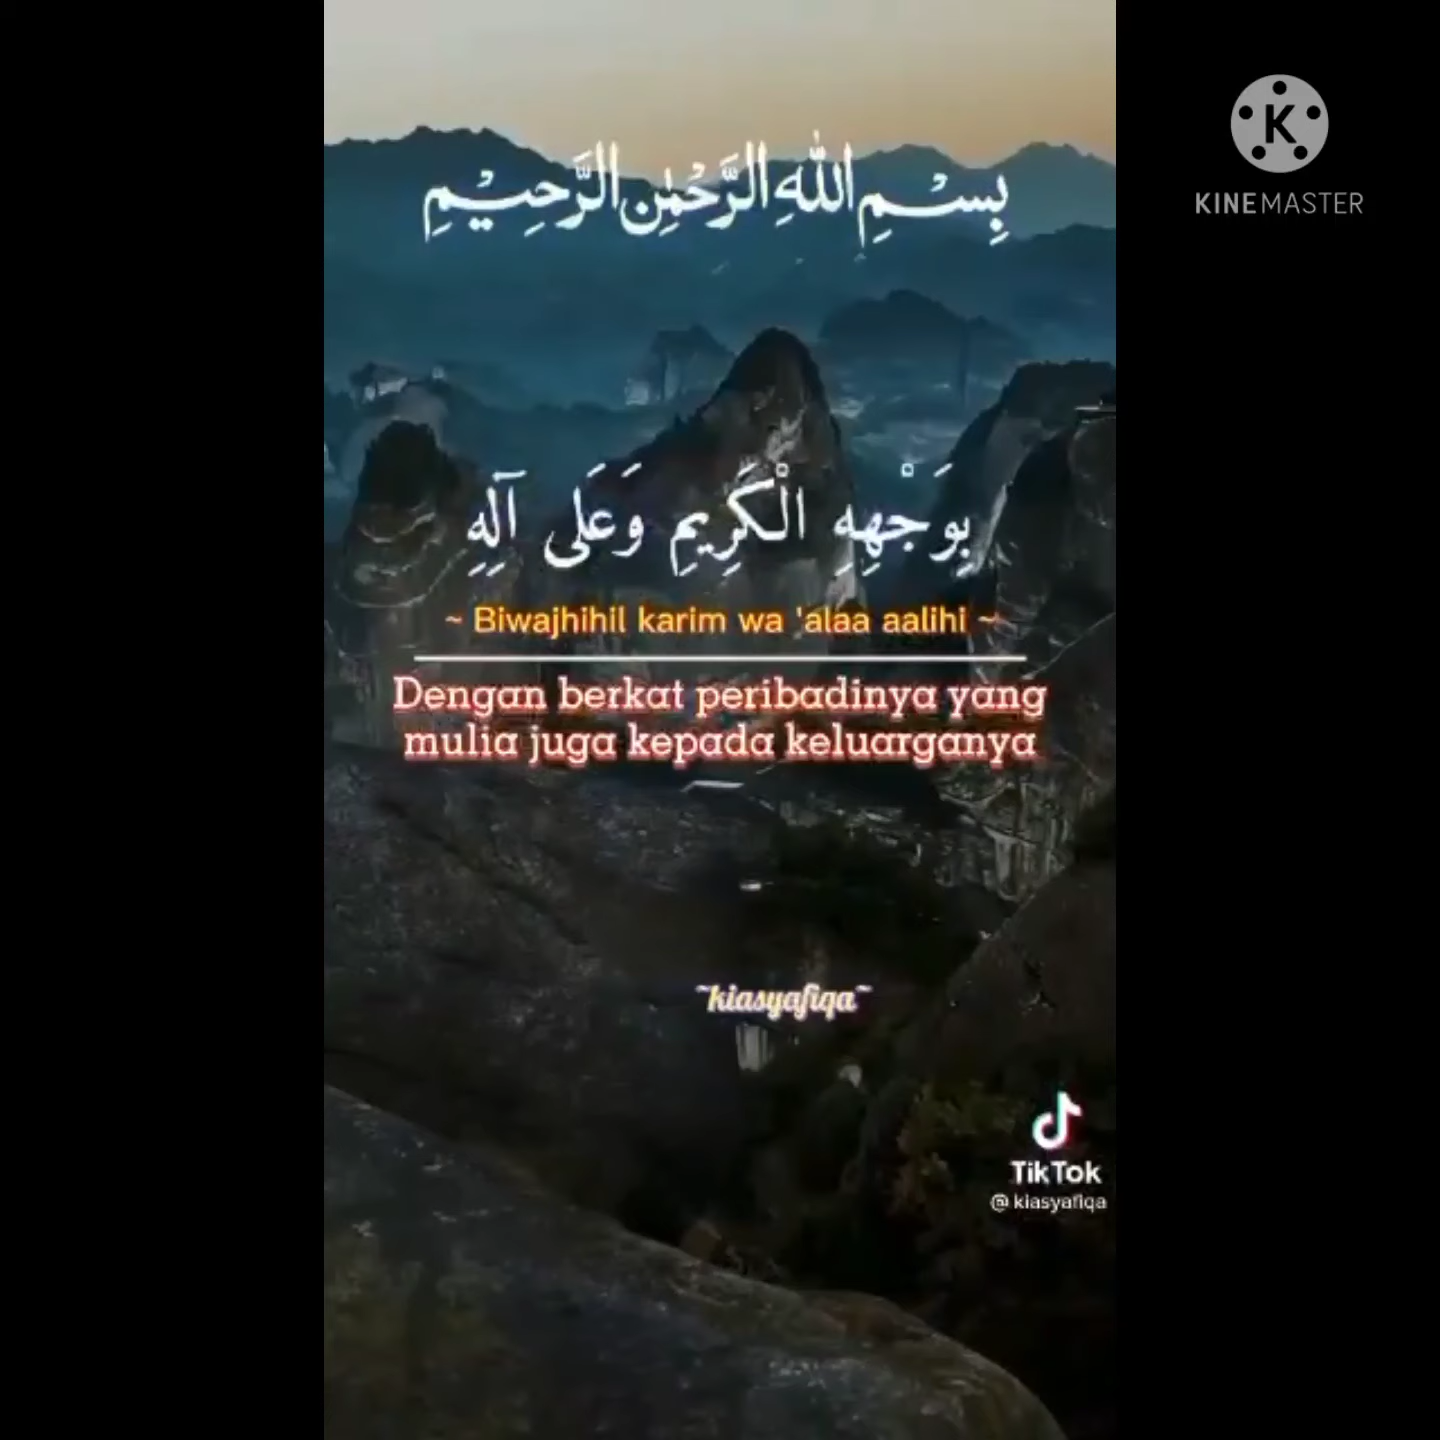 بِسْمِ اللهِ الرَّحْمٰنِ الرَّحِيْمِ
K
KINEMASTER
بِوَجْهِهِ الْكَرِيمِ وَعَلَى آلِهِ
~ Biwajhihil karim wa 'alaa aalihi ~
Dengan berkat peribadinya yang
mulia juga kepada keluarganya
~kiasyafiqa~
TikTok
@kiasyafiqa